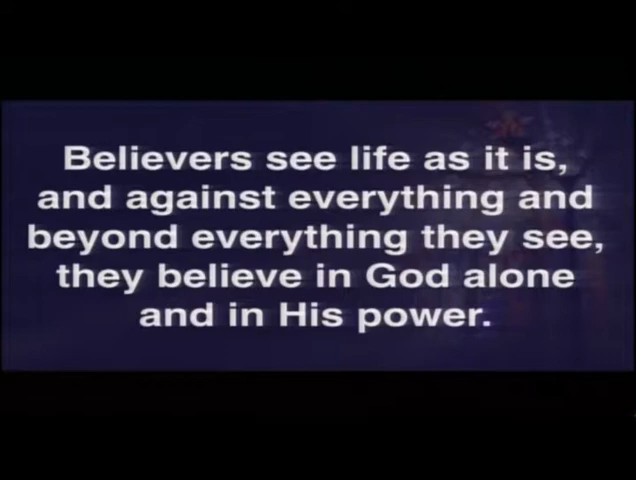 Believers see life as it is,
and against everything and
beyond everything they see,
they believe in God alone
and in His power.